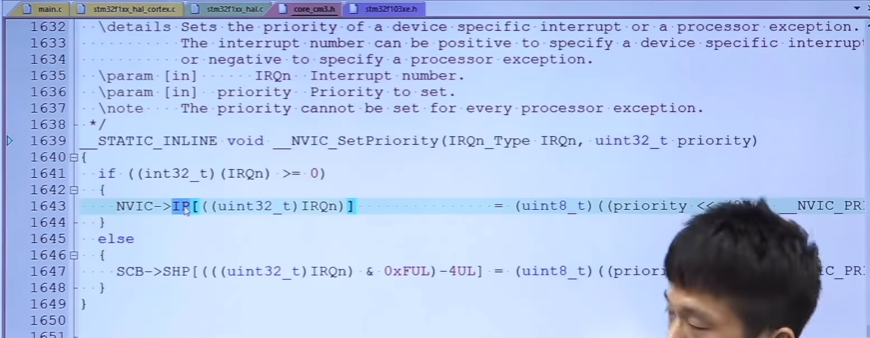 main.c stm32f1xx_hal_cortex.c stm32f1xx_hal.c core_cm3.h stm32f103xe.h
1632 \details Sets the priority of a device specific interrupt or a processor exception.
1633 The interrupt number can be positive to specify a device specific interrupt
1634 or negative to specify a processor exception.
1635 \param [in] IRQn Interrupt number.
1636 \param [in] priority Priority to set.
1637 \note The priority cannot be set for every processor exception.
1638 */
1639 __STATIC_INLINE void __NVIC_SetPriority(IRQn_Type IRQn, uint32_t priority)
1640 {
1641 if ((int32_t)(IRQn) >= 0)
1642 {
1643 NVIC->IP[((uint32_t)IRQn)] = (uint8_t)((priority << __NVIC_PRI
1644 }
1645 else
1646 {
1647 SCB->SHP[(((uint32_t)IRQn) & 0xFUL)-4UL] = (uint8_t)((prior IC_PRI
1648 }
1649 }
1650
1651